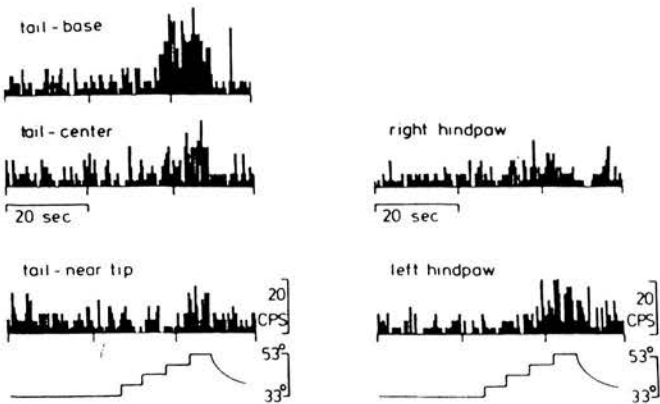 tail - base
tail - center
right hindpaw
20 sec
20 sec
tail - near tip
left hindpaw
20
CPS
20
CPS
53°
33°
53°
33°